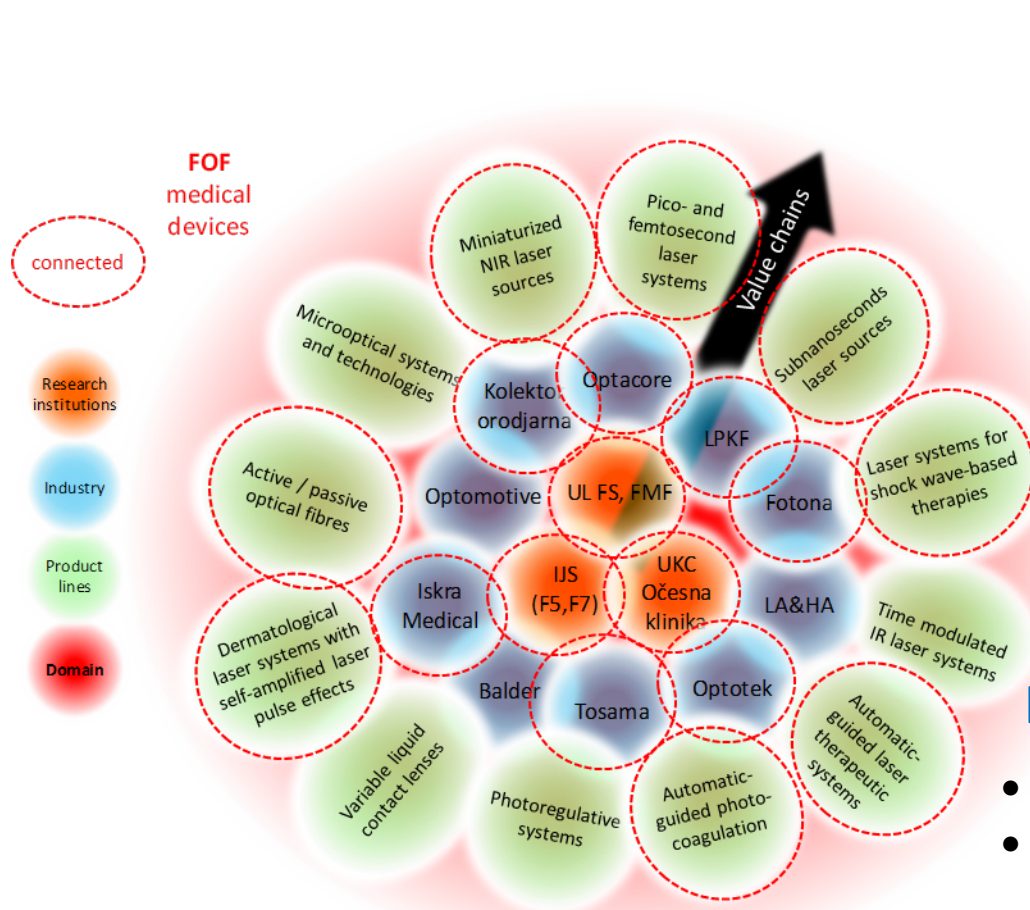 FOF
medical
devices
connected
Research
institutions
Industry
Product
lines
Domain
Miniaturized
NIR laser
sources
Pico- and
femtosecond
laser
systems
Value chains
Subnanoseconds
laser sources
Microoptical systems
and technologies
Kolekto
orodjarna
Optacore
LPKF
Laser systems for
shock wave-based
therapies
Active / passive
optical fibres
Optomotive
UL FS, FMF
Fotona
Iskra
Medical
IJS
(F5,F7)
UKC
Očesna
klinika
LA&HA
Time modulated
IR laser systems
Dermatological
laser systems with
self-amplified laser
pulse effects
Balder
Tosama
Optotek
Automatic-
guided laser
therapeutic
systems
Variable liquid
contact lenses
Photoregulative
systems
Automatic-
guided photo-
coagulation